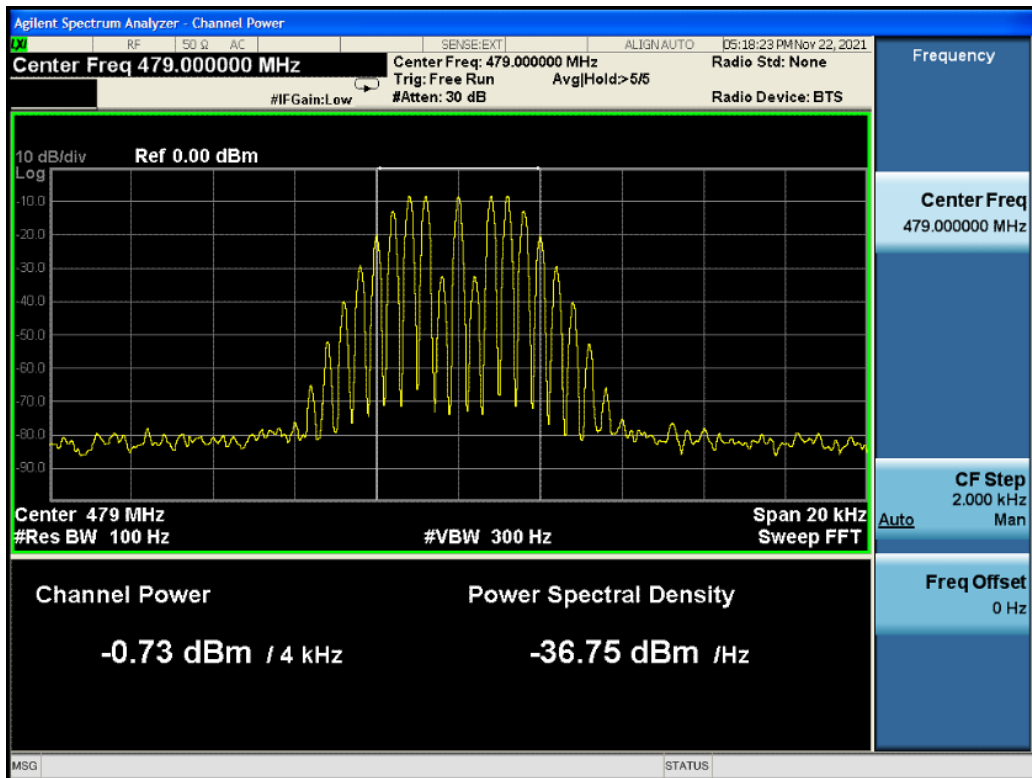 Agilent Spectrum Analyzer - Channel Power
LXI RF 50 Ω AC SENSE:EXT ALIGN AUTO 05:18:23 PM Nov 22, 2021
Center Freq 479.000000 MHz
Center Freq: 479.000000 MHz Radio Std: None
Trig: Free Run Avg|Hold:>5/5
#IFGain:Low #Atten: 30 dB Radio Device: BTS
10 dB/div Ref 0.00 dBm
Log
-10.0
-20.0
-30.0
-40.0
-50.0
-60.0
-70.0
-80.0
-90.0
Center 479 MHz Span 20 kHz
#Res BW 100 Hz #VBW 300 Hz Sweep FFT
Channel Power Power Spectral Density
-0.73 dBm / 4 kHz -36.75 dBm /Hz
Frequency
Center Freq
479.000000 MHz
CF Step
2.000 kHz
Auto Man
Freq Offset
0 Hz
MSG STATUS